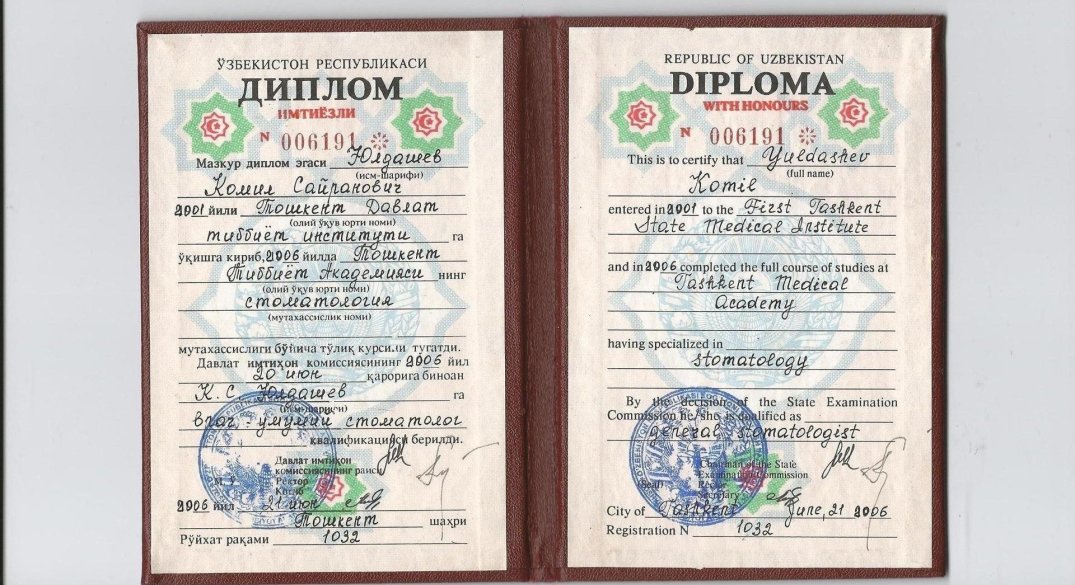 ЎЗБЕКИСТОН РЕСПУБЛИКАСИ
ДИПЛОМ
ИМТИЁЗЛИ
N 006191
Мазкур диплом эгаси Юлдашев
(исм-шарифи)
Комил Сайранович
2001 йили Тошкент Давлат
(олий ўқув юрти номи)
тиббиёт институти га
ўқишга кириб, 2006 йилда Тошкент
Тиббиёт Академияси нинг
(олий ўқув юрти номи)
стоматология
(мутахассислик номи)
мутахассислиги бўйича тўлиқ курсини тугатди.
Давлат имтиҳон комиссиясининг 2006 йил
20 июн қарорига биноан
К. С. Юлдашев га
(исм-шарифи)
врач - умумий стоматолог
квалификацияси берилди.
Давлат имтиҳон
комиссиясининг раиси
М. Ў. Ректор
Котиб
2006 йил 21 июн
Тошкент шаҳри
Рўйхат рақами 1032
REPUBLIC OF UZBEKISTAN
DIPLOMA
WITH HONOURS
N 006191
This is to certify that Yuldashev
(full name)
Komil
entered in 2001 to the First Tashkent
State Medical Institute
and in 2006 completed the full course of studies at
Tashkent Medical
Academy
having specialized in
stomatology
By the decision of the State Examination
Commission he/she is qualified as
general stomatologist
Chairman of the State
Examination Commission
(Seal) Rector
Secretary
City of Tashkent June, 21 2006
Registration N 1032